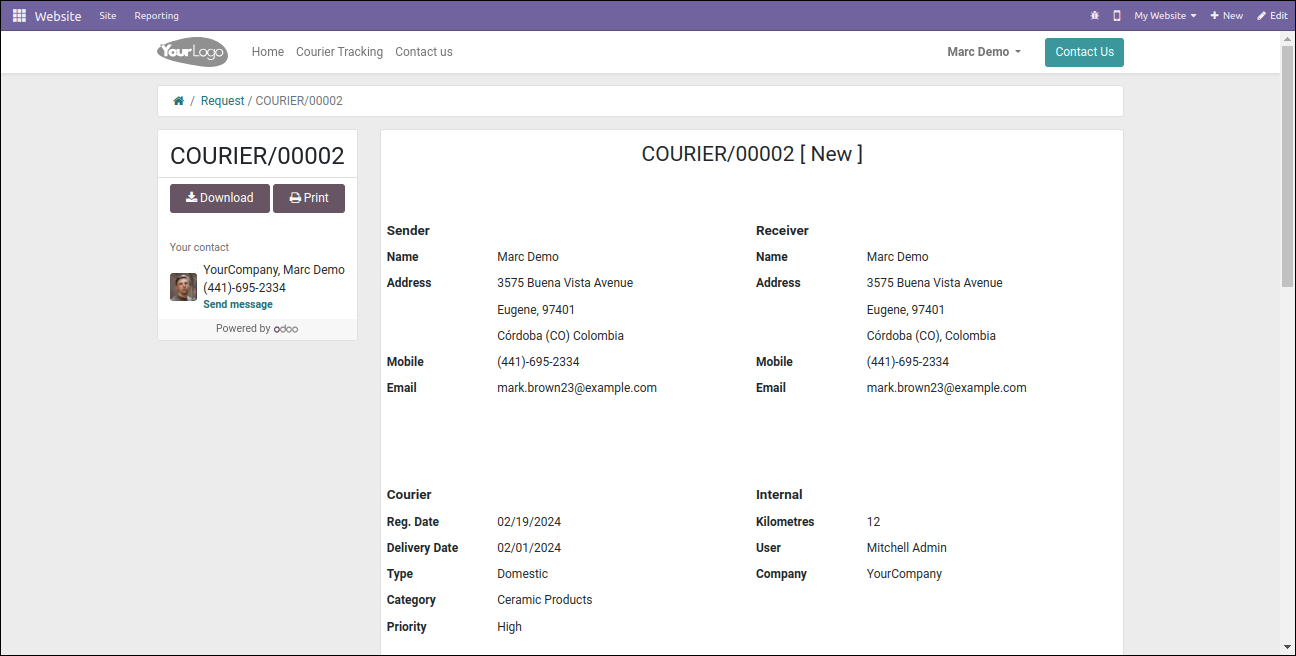 Website Site Reporting My Website New Edit
YourLogo Home Courier Tracking Contact us Marc Demo Contact Us
/ Request / COURIER/00002
COURIER/00002
Download Print
Your contact
YourCompany, Marc Demo
(441)-695-2334
Send message
Powered by odoo
COURIER/00002 [ New ]
Sender Receiver
Name Marc Demo Name Marc Demo
Address 3575 Buena Vista Avenue Address 3575 Buena Vista Avenue
Eugene, 97401 Eugene, 97401
Córdoba (CO) Colombia Córdoba (CO), Colombia
Mobile (441)-695-2334 Mobile (441)-695-2334
Email mark.brown23@example.com Email mark.brown23@example.com
Courier Internal
Reg. Date 02/19/2024 Kilometres 12
Delivery Date 02/01/2024 User Mitchell Admin
Type Domestic Company YourCompany
Category Ceramic Products
Priority High